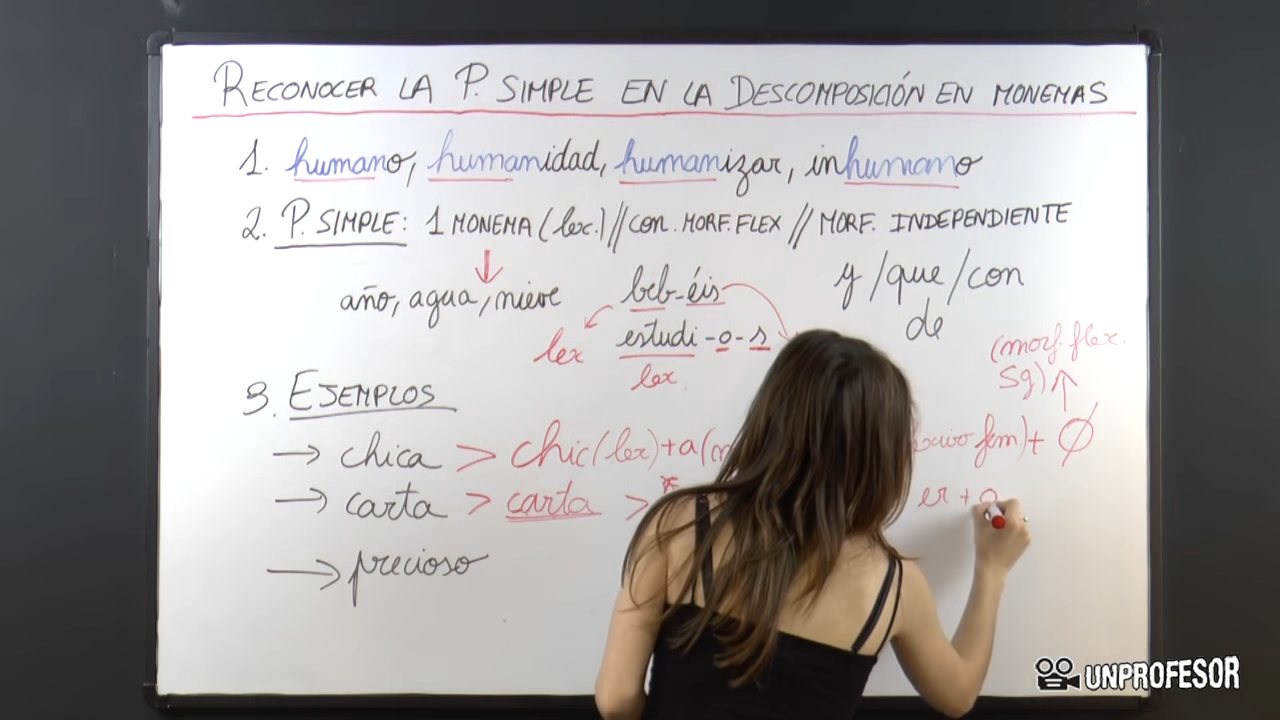 RECONOCER LA P. SIMPLE EN LA DESCOMPOSICIÓN EN MONEMAS
1. humano, humanidad, humanizar, inhumano
2. P. SIMPLE: 1 MONEMA (lex.) // CON. MORF. FLEX // MORF. INDEPENDIENTE
año, agua, nieve
beb-éis
y / que / con
de
lex
estudi-o-s
lex.
(morf. flex.
Sg) ↑
3. EJEMPLOS
→ chica > chic (lex) + a (m fem) + Ø
→ carta > carta > * er + a
→ precioso
UNPROFESOR